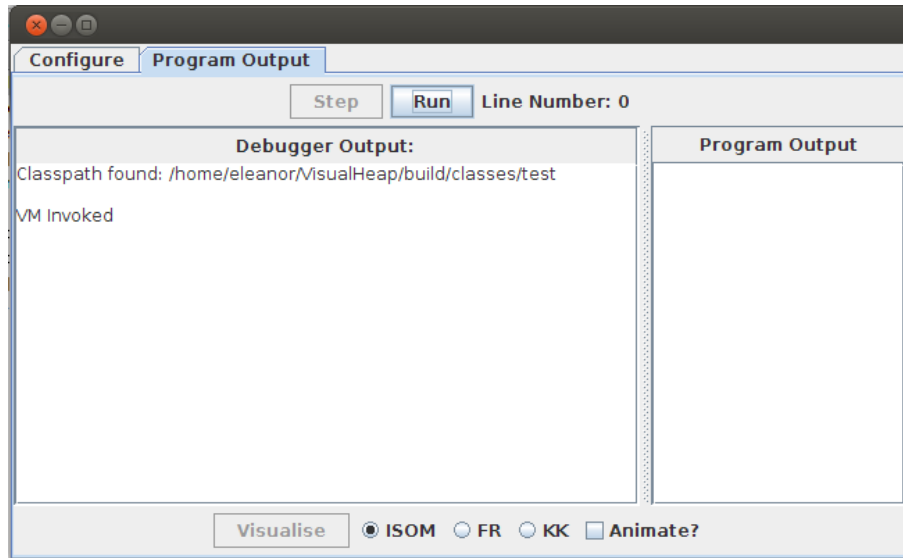 Configure Program Output
Step Run Line Number: 0
Debugger Output:
Classpath found: /home/eleanor/VisualHeap/build/classes/test
VM Invoked
Program Output
Visualise ISOM FR KK Animate?